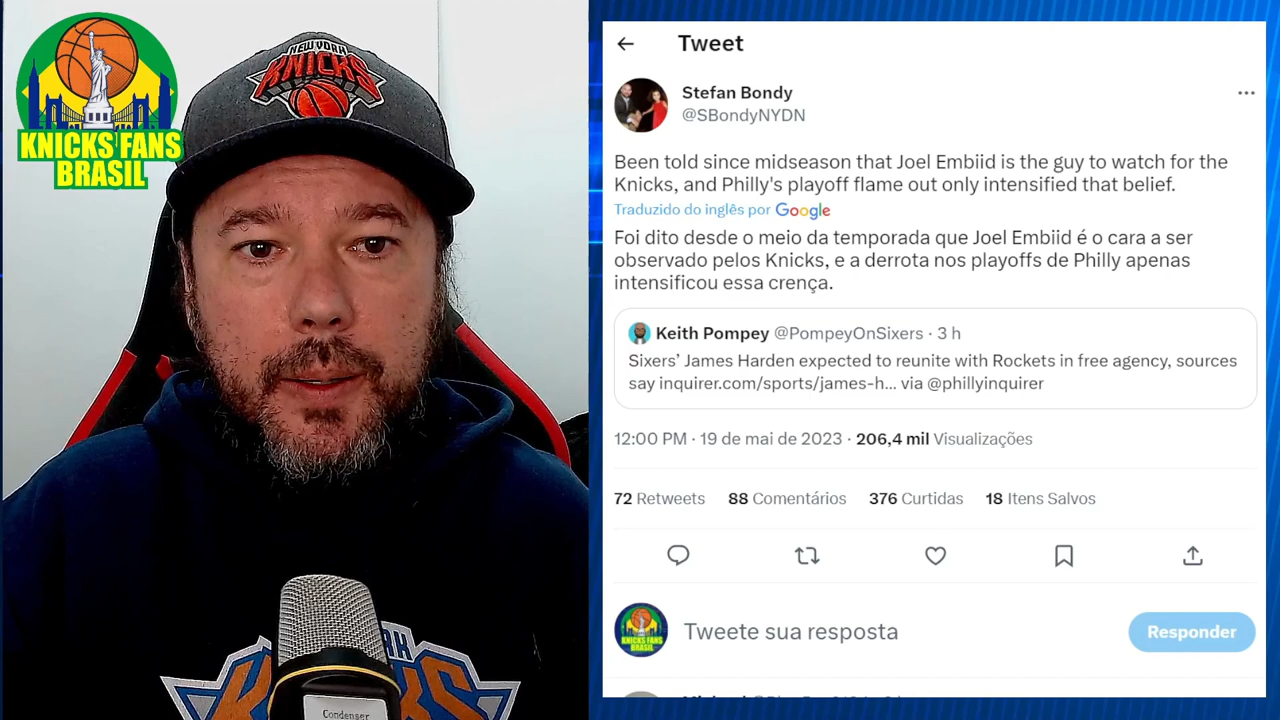 KNICKS FANS
BRASIL
NEW YORK
KNICKS
Condenser
Tweet
Stefan Bondy
@SBondyNYDN
Been told since midseason that Joel Embiid is the guy to watch for the
Knicks, and Philly's playoff flame out only intensified that belief.
Traduzido do inglês por Google
Foi dito desde o meio da temporada que Joel Embiid é o cara a ser
observado pelos Knicks, e a derrota nos playoffs de Philly apenas
intensificou essa crença.
Keith Pompey @PompeyOnSixers · 3 h
Sixers’ James Harden expected to reunite with Rockets in free agency, sources
say inquirer.com/sports/james-h... via @phillyinquirer
12:00 PM · 19 de mai de 2023 · 206,4 mil Visualizações
72 Retweets 88 Comentários 376 Curtidas 18 Itens Salvos
KNICKS FANS
BRASIL
Tweete sua resposta
Responder